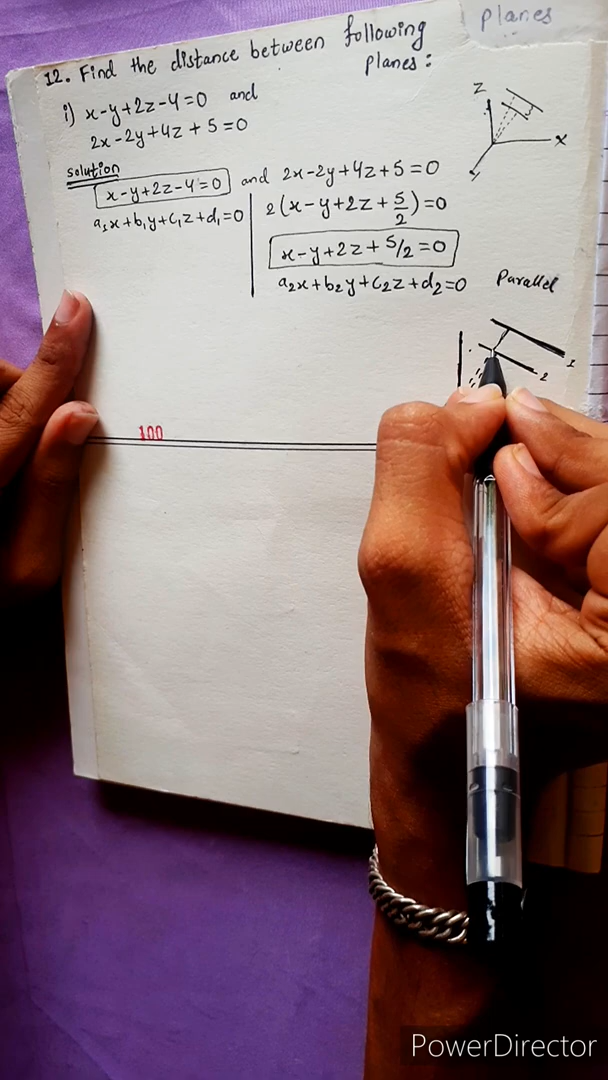 Planes
12. Find the distance between following
Planes:
i) x-y+2z-4=0 and
2x-2y+4z+5=0
Solution
x-y+2z-4=0 and 2x-2y+4z+5=0
a₁x+b₁y+c₁z+d₁=0
2(x-y+2z+5/2)=0
x-y+2z+5/2=0
a₂x+b₂y+c₂z+d₂=0
Parallel
Z
X
y
1
2
100
PowerDirector